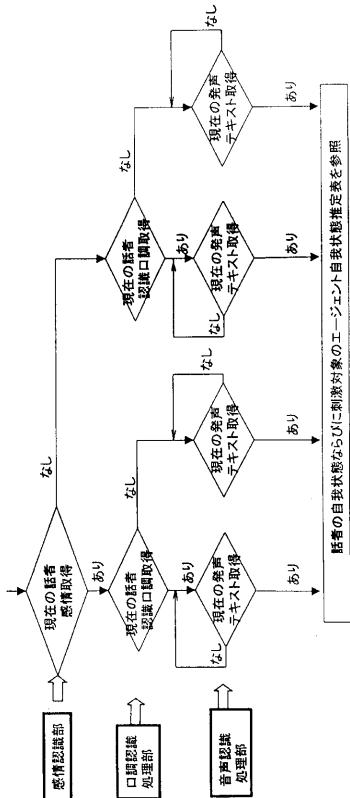 感情認識部
現在の話者
感情取得
なし
あり
口調認識
処理部
現在の話者
認識口調取得
なし
あり
現在の話者
認識口調取得
なし
あり
音声認識
処理部
現在の発声
テキスト取得
なし
あり
現在の発声
テキスト取得
なし
あり
現在の発声
テキスト取得
なし
あり
現在の発声
テキスト取得
なし
あり
話者の自我状態ならびに刺激対象のエージェント自我状態推定表を参照